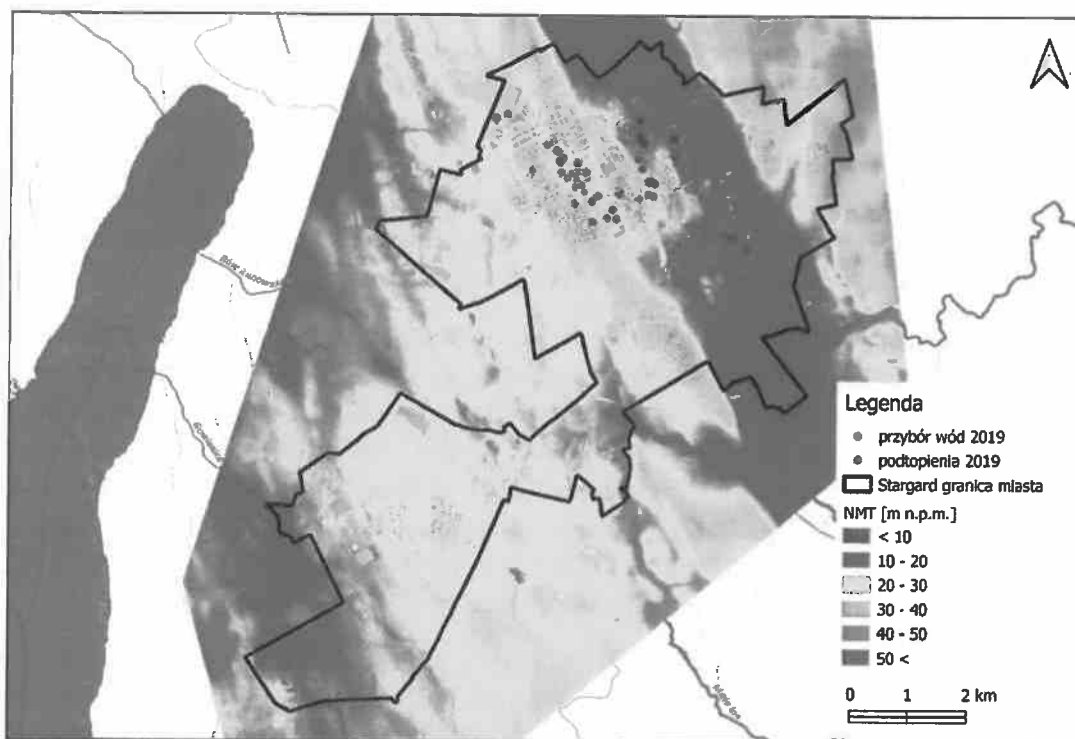 Legenda
przybór wód 2019
podtopienia 2019
Stargard granica miasta
NMT [m n.p.m.]
< 10
10 - 20
20 - 30
30 - 40
40 - 50
50 <
0 1 2 km